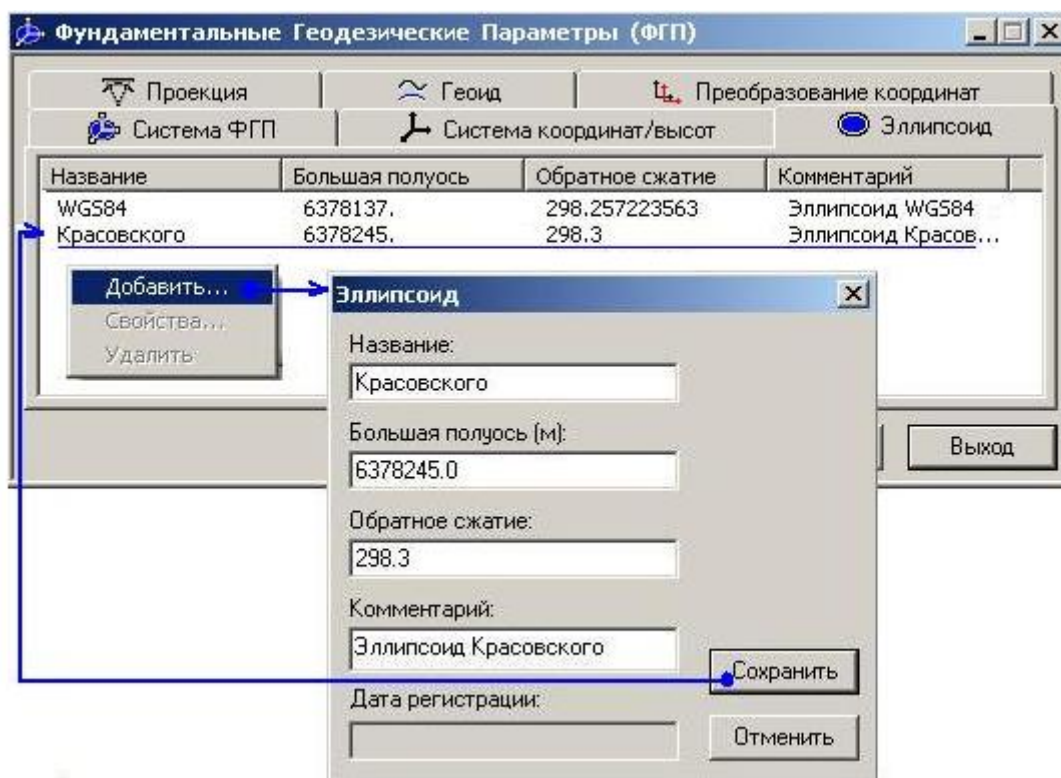 Фундаментальные Геодезические Параметры (ФГП)
Проекция Геоид Преобразование координат
Система ФГП Система координат/высот Эллипсоид
Название Большая полуось Обратное сжатие Комментарий
WGS84 6378137. 298.257223563 Эллипсоид WGS84
Красовского 6378245. 298.3 Эллипсоид Красов...
Добавить...
Свойства...
Удалить
Эллипсоид
Название:
Красовского
Большая полуось (м):
6378245.0
Выход
Обратное сжатие:
298.3
Комментарий:
Эллипсоид Красовского
Сохранить
Дата регистрации:
Отменить